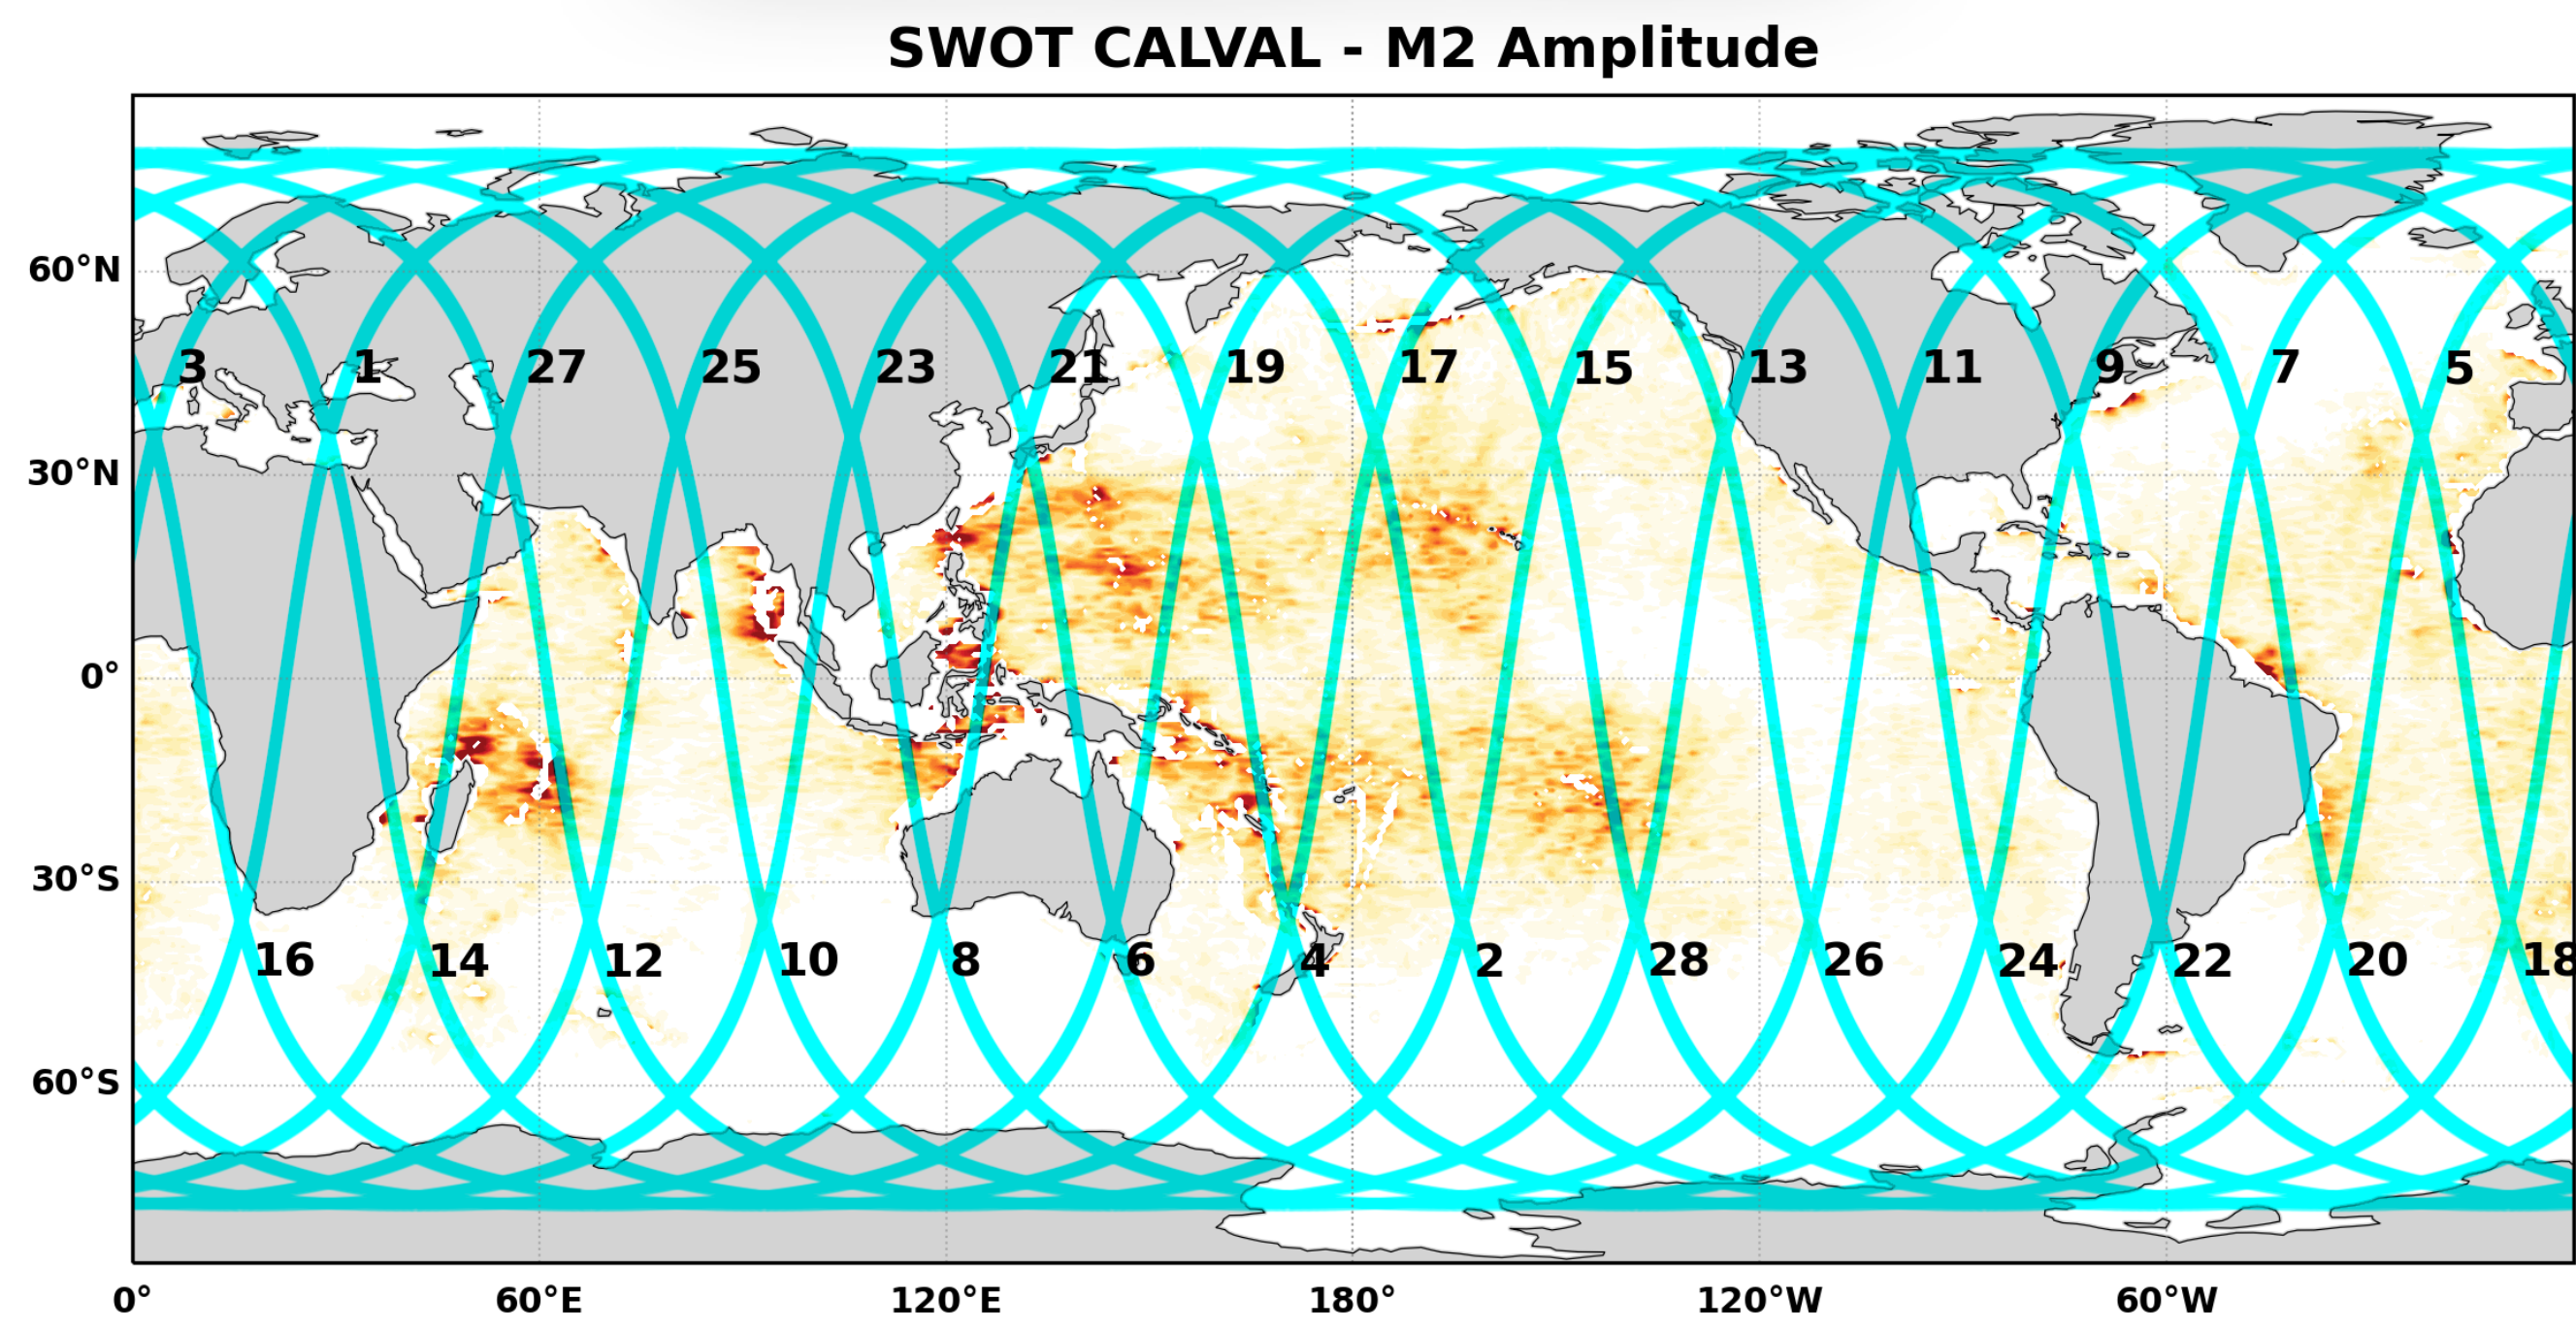 SWOT CALVAL - M2 Amplitude
60°N
3 1 27 25 23 21 19 17 15 13 11 9 7 5
30°N
0°
30°S
16 14 12 10 8 6 4 2 28 26 24 22 20 18
60°S
0° 60°E 120°E 180° 120°W 60°W